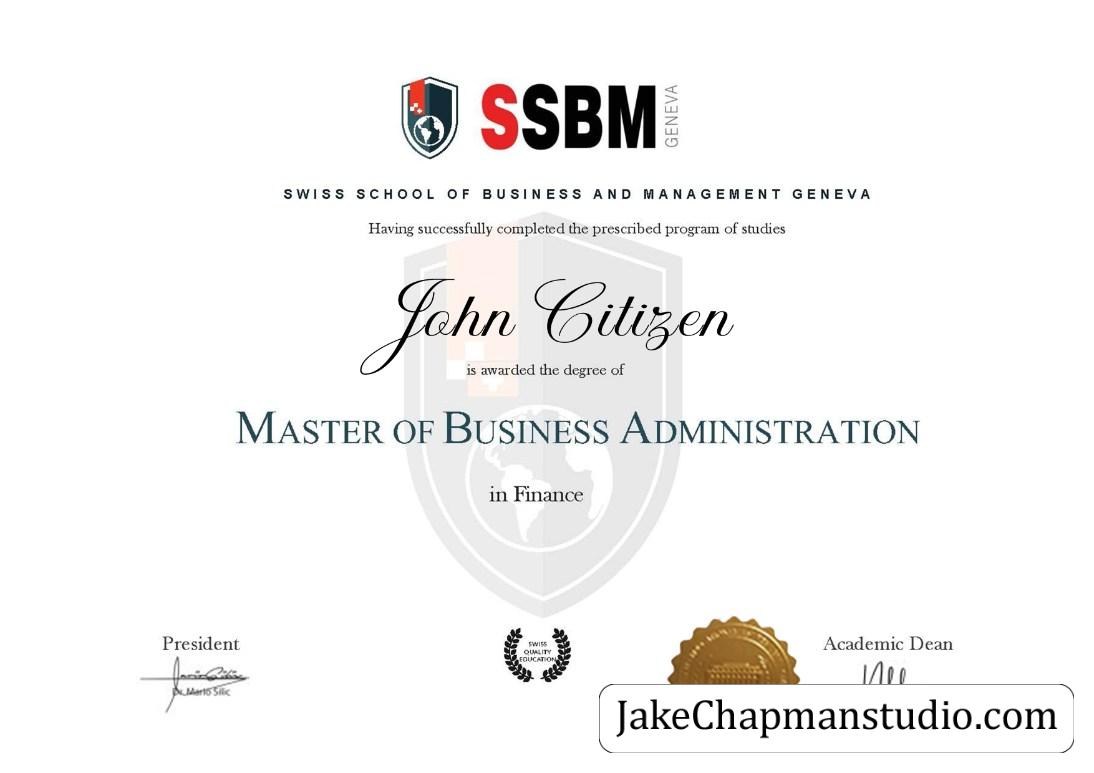 SSBM GENEVA
SWISS SCHOOL OF BUSINESS AND MANAGEMENT GENEVA
Having successfully completed the prescribed program of studies
John Citizen
is awarded the degree of
MASTER OF BUSINESS ADMINISTRATION
in Finance
President
Academic Dean
SWISS
QUALITY
EDUCATION
Dr. Mario Silic
JakeChapmanstudio.com